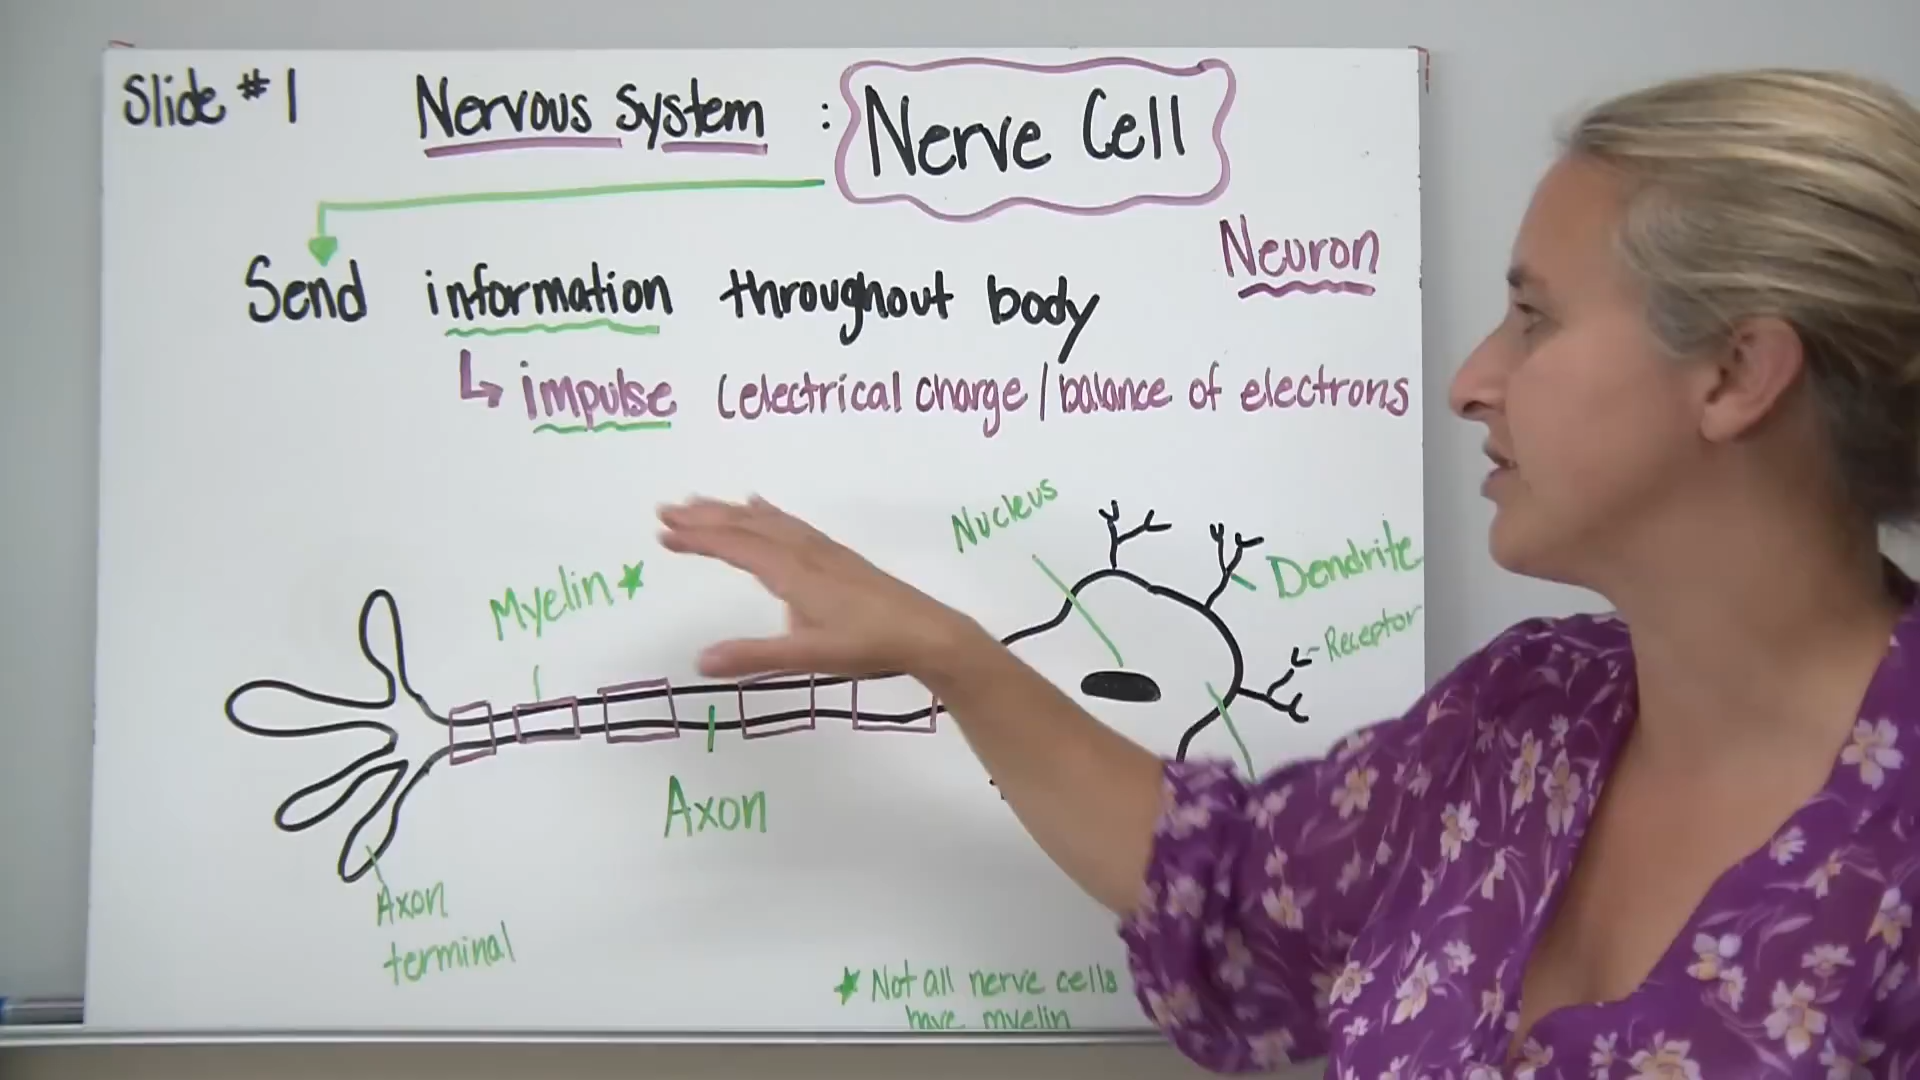 Slide #1
Nervous System : Nerve Cell
Neuron
Send information throughout body
↳ impulse (electrical charge / balance of electrons
Nucleus
Dendrite
Receptor
Myelin ★
Axon
Axon
terminal
★ Not all nerve cells
have myelin